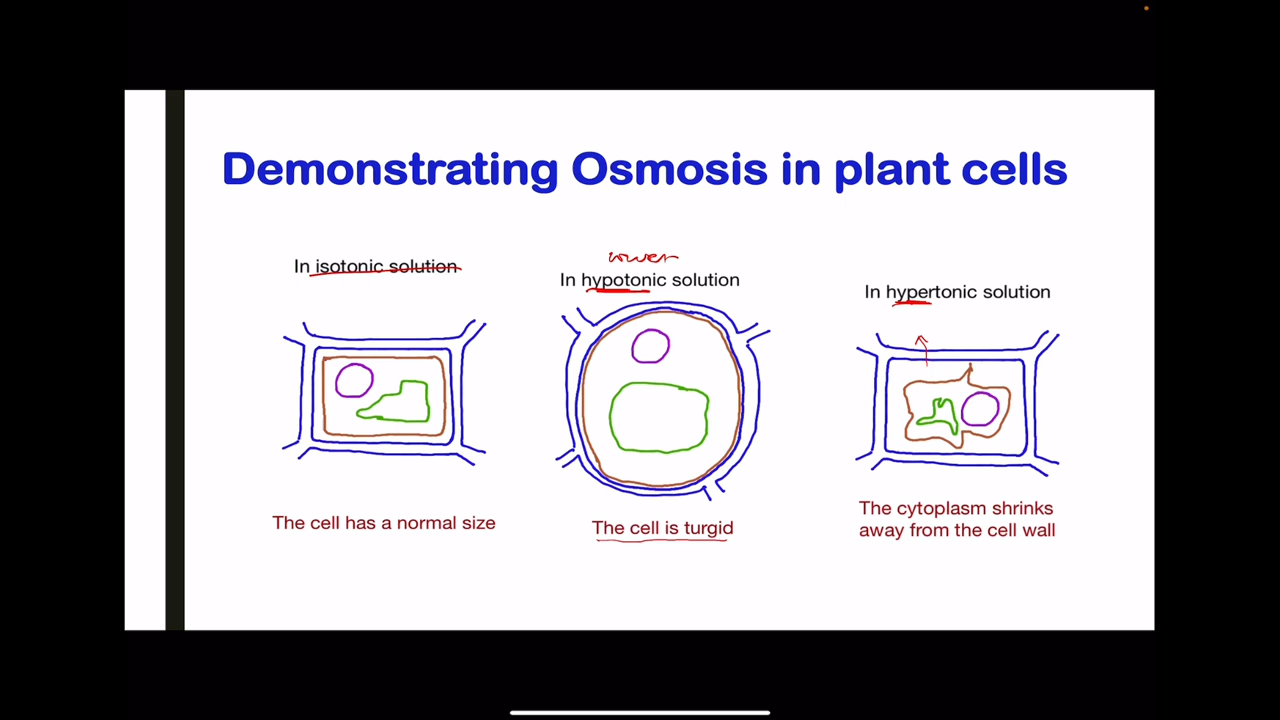 Demonstrating Osmosis in plant cells
In isotonic solution
The cell has a normal size
lower
In hypotonic solution
The cell is turgid
In hypertonic solution
The cytoplasm shrinks
away from the cell wall